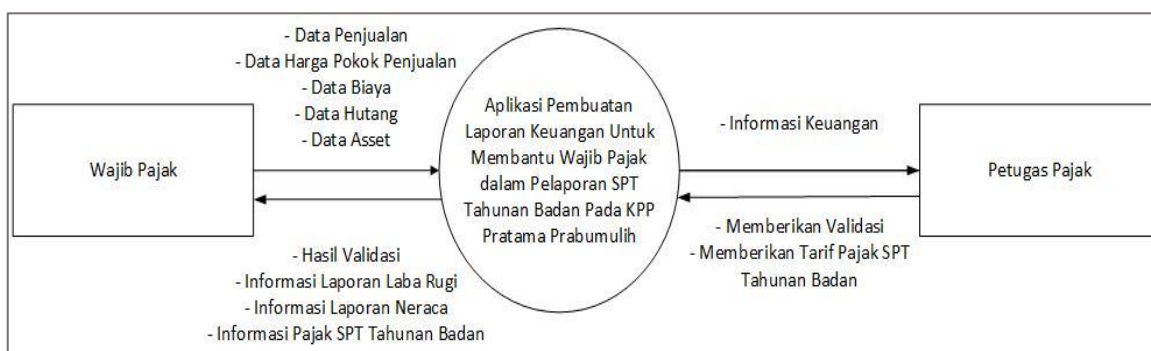 Wajib Pajak
- Data Penjualan
- Data Harga Pokok Penjualan
- Data Biaya
- Data Hutang
- Data Asset
- Hasil Validasi
- Informasi Laporan Laba Rugi
- Informasi Laporan Neraca
- Informasi Pajak SPT Tahunan Badan
Aplikasi Pembuatan
Laporan Keuangan Untuk
Membantu Wajib Pajak
dalam Pelaporan SPT
Tahunan Badan Pada KPP
Pratama Prabumulih
- Informasi Keuangan
- Memberikan Validasi
- Memberikan Tarif Pajak SPT
Tahunan Badan
Petugas Pajak